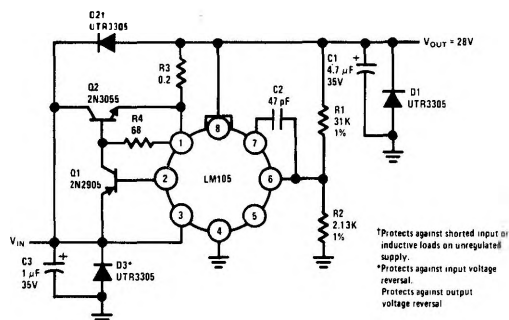 D2†
UTR3305
VOUT = 28V
R3
0.2
C1 +
4.7 µF
35V
C2
47 pF
R1
31K
1%
D1
UTR3305
Q2
2N3055
R4
68
1
8
7
Q1
2N2905
2
LM105
6
3
4
5
R2
2.13K
1%
VIN
C3 +
1 µF
35V
D3*
UTR3305
†Protects against shorted input or
inductive loads on unregulated
supply.
*Protects against input voltage
reversal.
Protects against output
voltage reversal